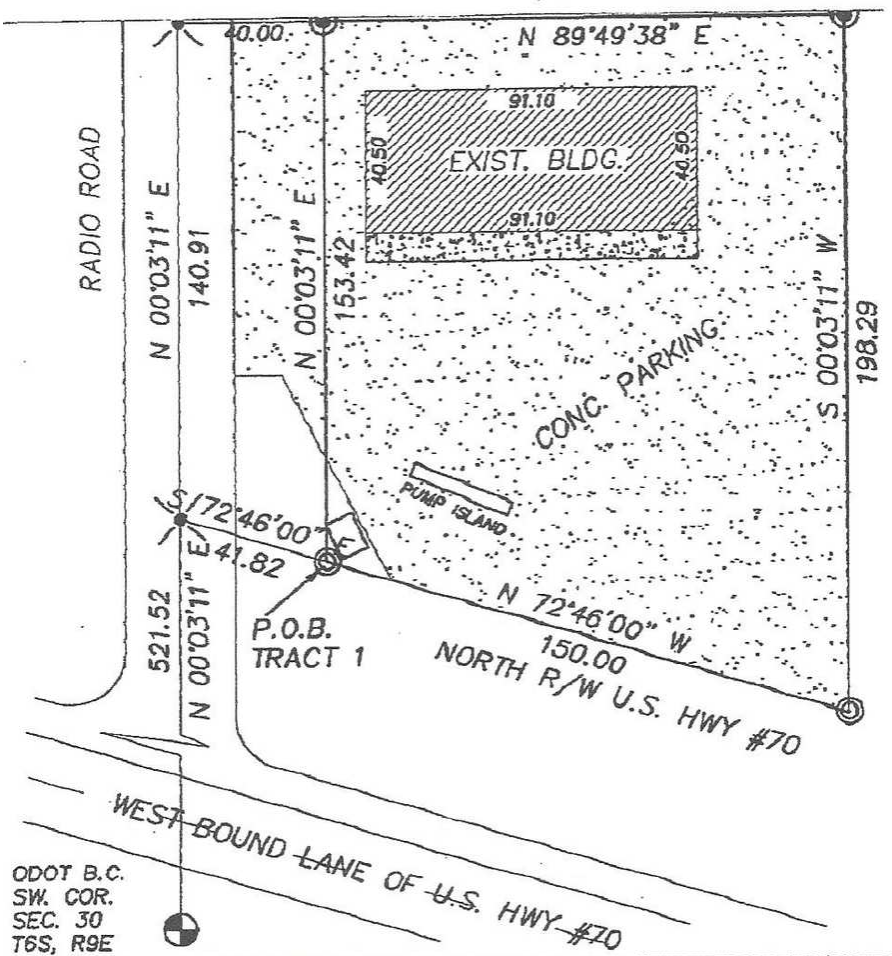 40.00
N 89°49'38" E
91.10
40.50
EXIST. BLDG.
40.50
91.10
RADIO ROAD
N 00°03'11" E
140.91
N 00°03'11" E
153.42
S 00°03'11" W
198.29
CONC. PARKING
PUMP ISLAND
S 72°46'00" E
41.82
P.O.B.
TRACT 1
N 72°46'00" W
150.00
NORTH R/W U.S. HWY #70
521.52
N 00°03'11" E
WEST BOUND LANE OF U.S. HWY #70
ODOT B.C.
SW. COR.
SEC. 30
T6S, R9E